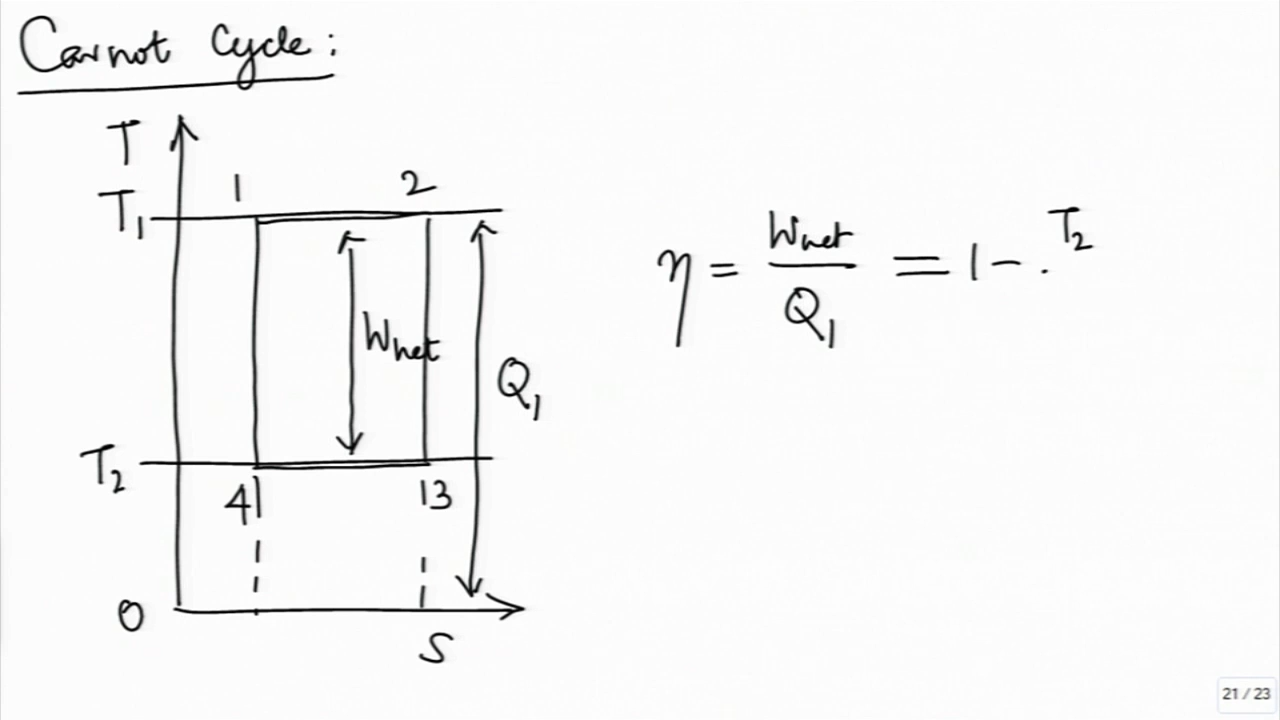 Carnot Cycle:
T
T₁ 1 2
η = Wnet / Q₁ = 1 - . T₂
Wnet
Q₁
T₂
4 3
0
S
21 / 23